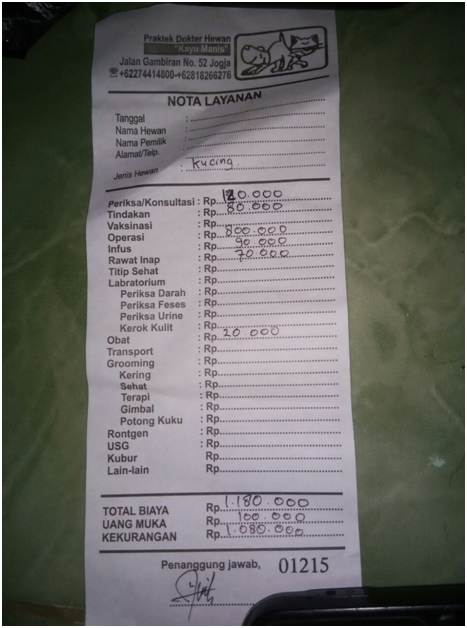 Praktek Dokter Hewan
"Kayu Manis"
Jalan Gambiran No. 52 Jogja
☎+62274414800-+62818266276
NOTA LAYANAN
Tanggal :
Nama Hewan :
Nama Pemilik :
Alamat/Telp. :
Jenis Hewan : Kucing.
Periksa/Konsultasi : Rp. 120.000
Tindakan : Rp. 80.000
Vaksinasi : Rp.
Operasi : Rp. 800.000
Infus : Rp. 90.000
Rawat Inap : Rp. 70.000
Titip Sehat : Rp.
Labratorium : Rp.
Periksa Darah : Rp.
Periksa Feses : Rp.
Periksa Urine : Rp.
Kerok Kulit : Rp.
Obat : Rp. 20.000
Transport : Rp.
Grooming : Rp.
Kering : Rp.
Sehat : Rp.
Terapi : Rp.
Gimbal : Rp.
Potong Kuku : Rp.
Rontgen : Rp.
USG : Rp.
Kubur Rp.
Lain-lain Rp.
TOTAL BIAYA Rp. 1.180.000
UANG MUKA Rp. 100.000
KEKURANGAN Rp. 1.080.000
Penanggung jawab, 01215